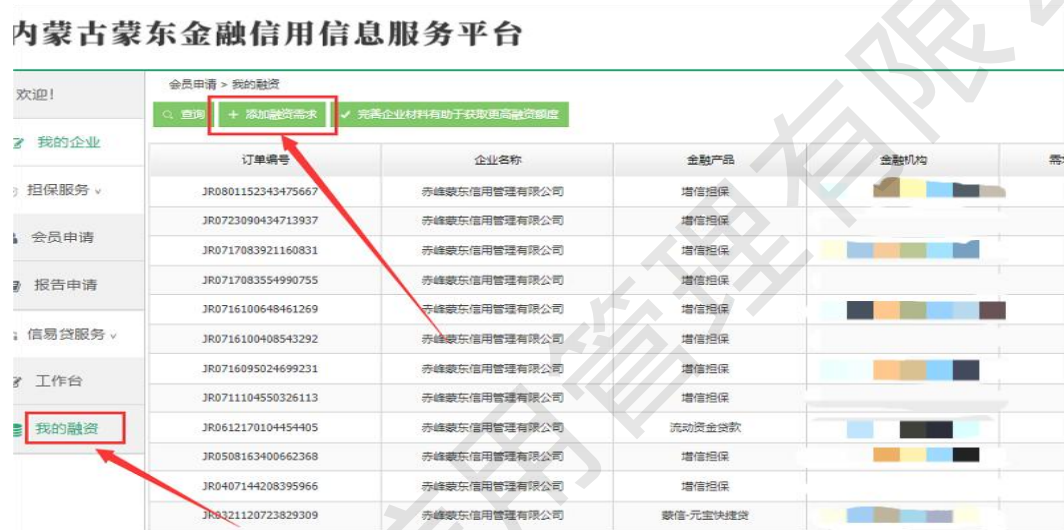 内蒙古蒙东金融信用信息服务平台
欢迎!
会员申请 > 我的融资
查询 + 添加融资需求 ✓ 完善企业材料有助于获取更高融资额度
我的企业
担保服务
会员申请
报告申请
信易贷服务
工作台
我的融资
订单编号 企业名称 金融产品 金融机构
JR0801152343475667 赤峰蒙东信用管理有限公司 增信担保
JR0723090434713937 赤峰蒙东信用管理有限公司 增信担保
JR0717083921160831 赤峰蒙东信用管理有限公司 增信担保
JR0717083554990755 赤峰蒙东信用管理有限公司 增信担保
JR0716100648461269 赤峰蒙东信用管理有限公司 增信担保
JR0716100408543292 赤峰蒙东信用管理有限公司 增信担保
JR0716095024699231 赤峰蒙东信用管理有限公司 增信担保
JR0711104550326113 赤峰蒙东信用管理有限公司 增信担保
JR0612170104454405 赤峰蒙东信用管理有限公司 流动资金贷款
JR0508163400662368 赤峰蒙东信用管理有限公司 增信担保
JR0407144208395966 赤峰蒙东信用管理有限公司 增信担保
JR0321120723829309 赤峰蒙东信用管理有限公司 蒙信-元宝快捷贷
信用管理有限公